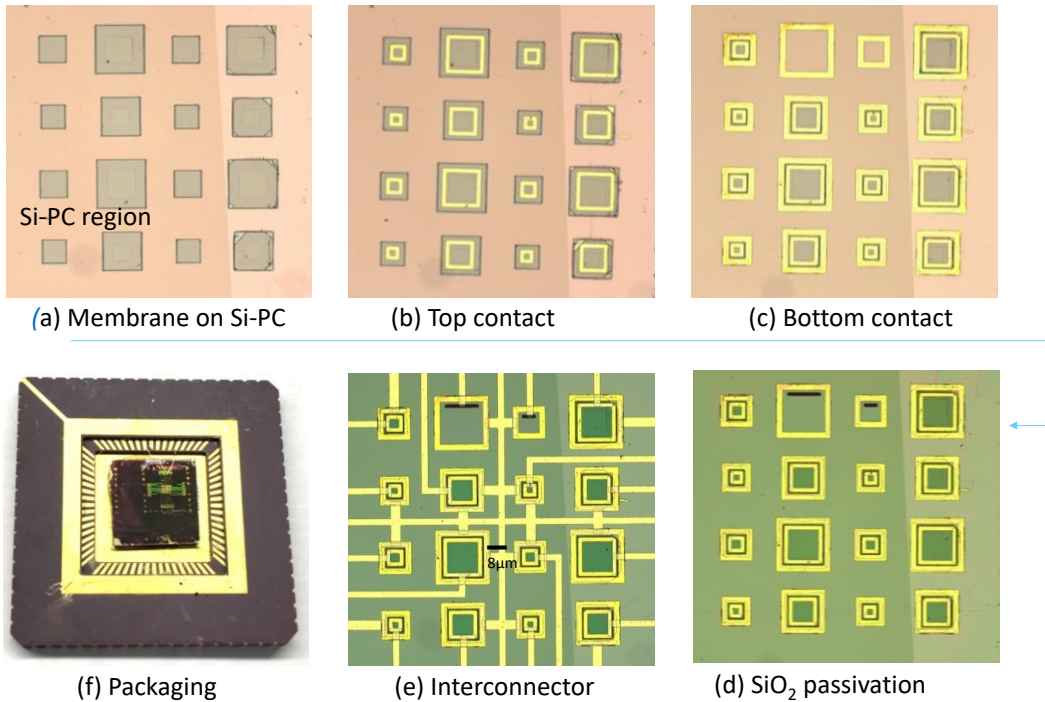 Si-PC region
(a) Membrane on Si-PC
(b) Top contact
(c) Bottom contact
8μm
(f) Packaging
(e) Interconnector
(d) SiO₂ passivation